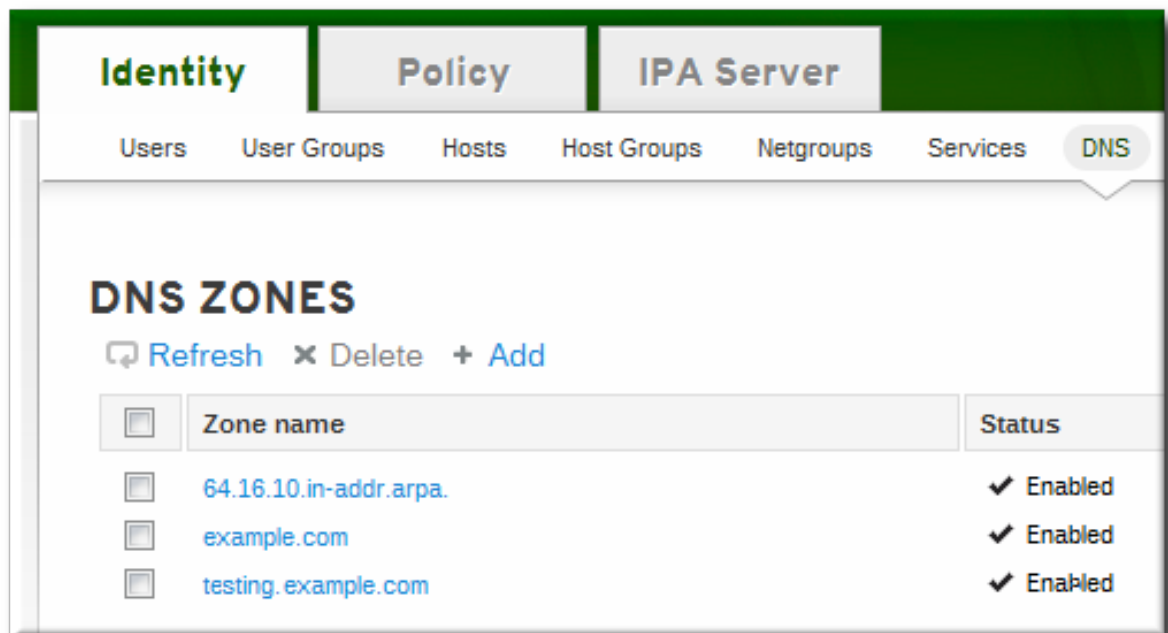 Identity Policy IPA Server
Users User Groups Hosts Host Groups Netgroups Services DNS
DNS ZONES
Refresh Delete + Add
Zone name Status
64.16.10.in-addr.arpa. Enabled
example.com Enabled
testing.example.com Enabled